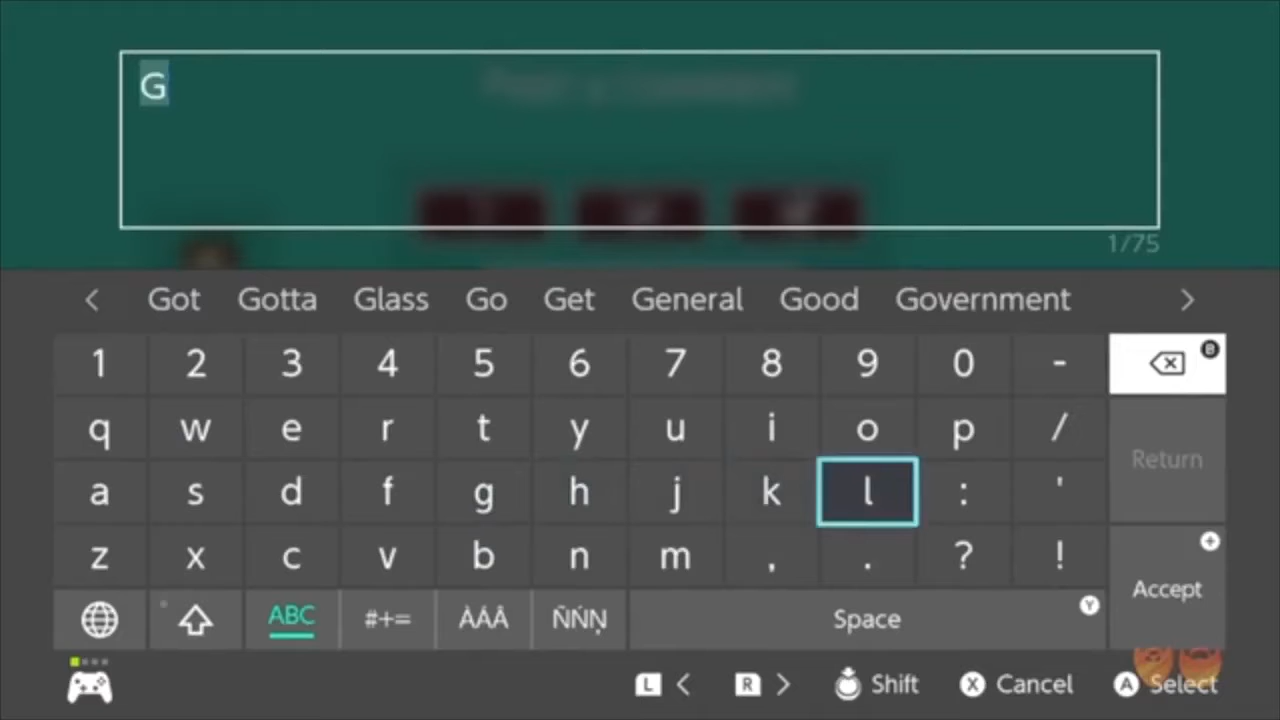 G
1/75
< Got Gotta Glass Go Get General Good Government >
1 2 3 4 5 6 7 8 9 0 - B
q w e r t y u i o p /
Return
a s d f g h j k l : '
z x c v b n m , . ? ! +
Accept
ABC #+= ÀÁÂ ÑŃṆ Space Y
L < R > Shift X Cancel A Select